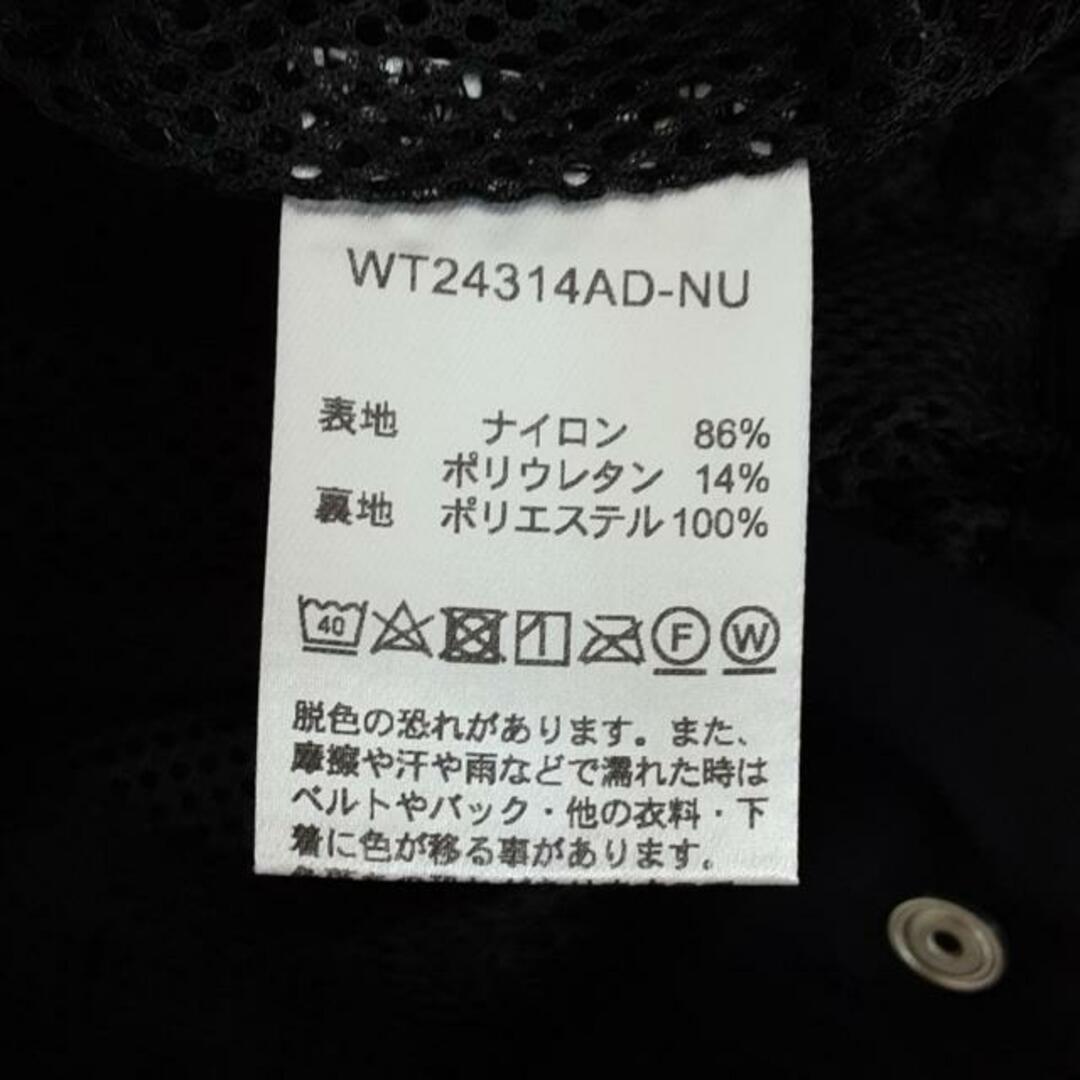 WT24314AD-NU
表地 ナイロン 86%
ポリウレタン 14%
裏地 ポリエステル 100%
40 F W
脱色の恐れがあります。また、
摩擦や汗や雨などで濡れた時は
ベルトやバック・他の衣料・下
着に色が移る事があります。